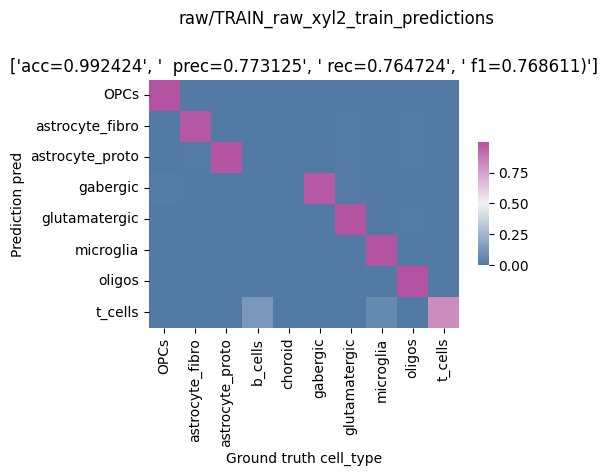 raw/TRAIN_raw_xyl2_train_predictions
['acc=0.992424', '  prec=0.773125', ' rec=0.764724', ' f1=0.768611)']
Prediction pred
OPCs
astrocyte_fibro
astrocyte_proto
gabergic
glutamatergic
microglia
oligos
t_cells
0.75
0.50
0.25
0.00
OPCs
astrocyte_fibro
astrocyte_proto
b_cells
choroid
gabergic
glutamatergic
microglia
oligos
t_cells
Ground truth cell_type